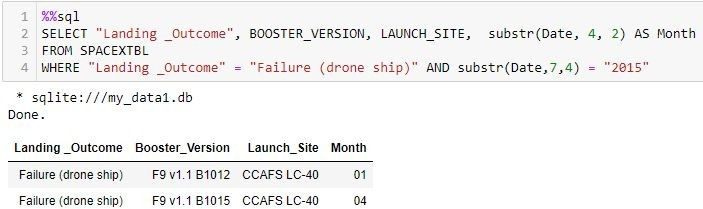 1 %%sql
2 SELECT "Landing _Outcome", BOOSTER_VERSION, LAUNCH_SITE,  substr(Date, 4, 2) AS Month
3 FROM SPACEXTBL
4 WHERE "Landing _Outcome" = "Failure (drone ship)" AND substr(Date,7,4) = "2015"
* sqlite:///my_data1.db
Done.
Landing _Outcome Booster_Version Launch_Site Month
Failure (drone ship) F9 v1.1 B1012 CCAFS LC-40 01
Failure (drone ship) F9 v1.1 B1015 CCAFS LC-40 04